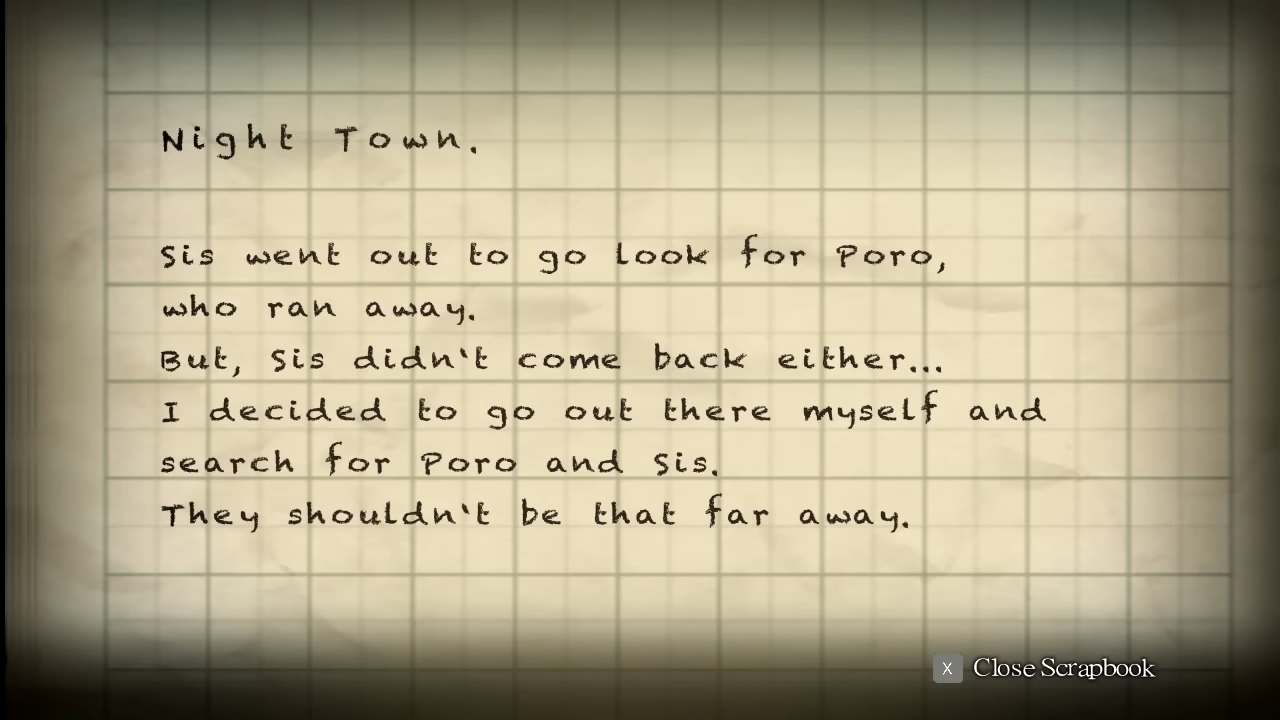 Night Town.
Sis went out to go look for Poro,
who ran away.
But, Sis didn't come back either...
I decided to go out there myself and
search for Poro and Sis.
They shouldn't be that far away.
X Close Scrapbook